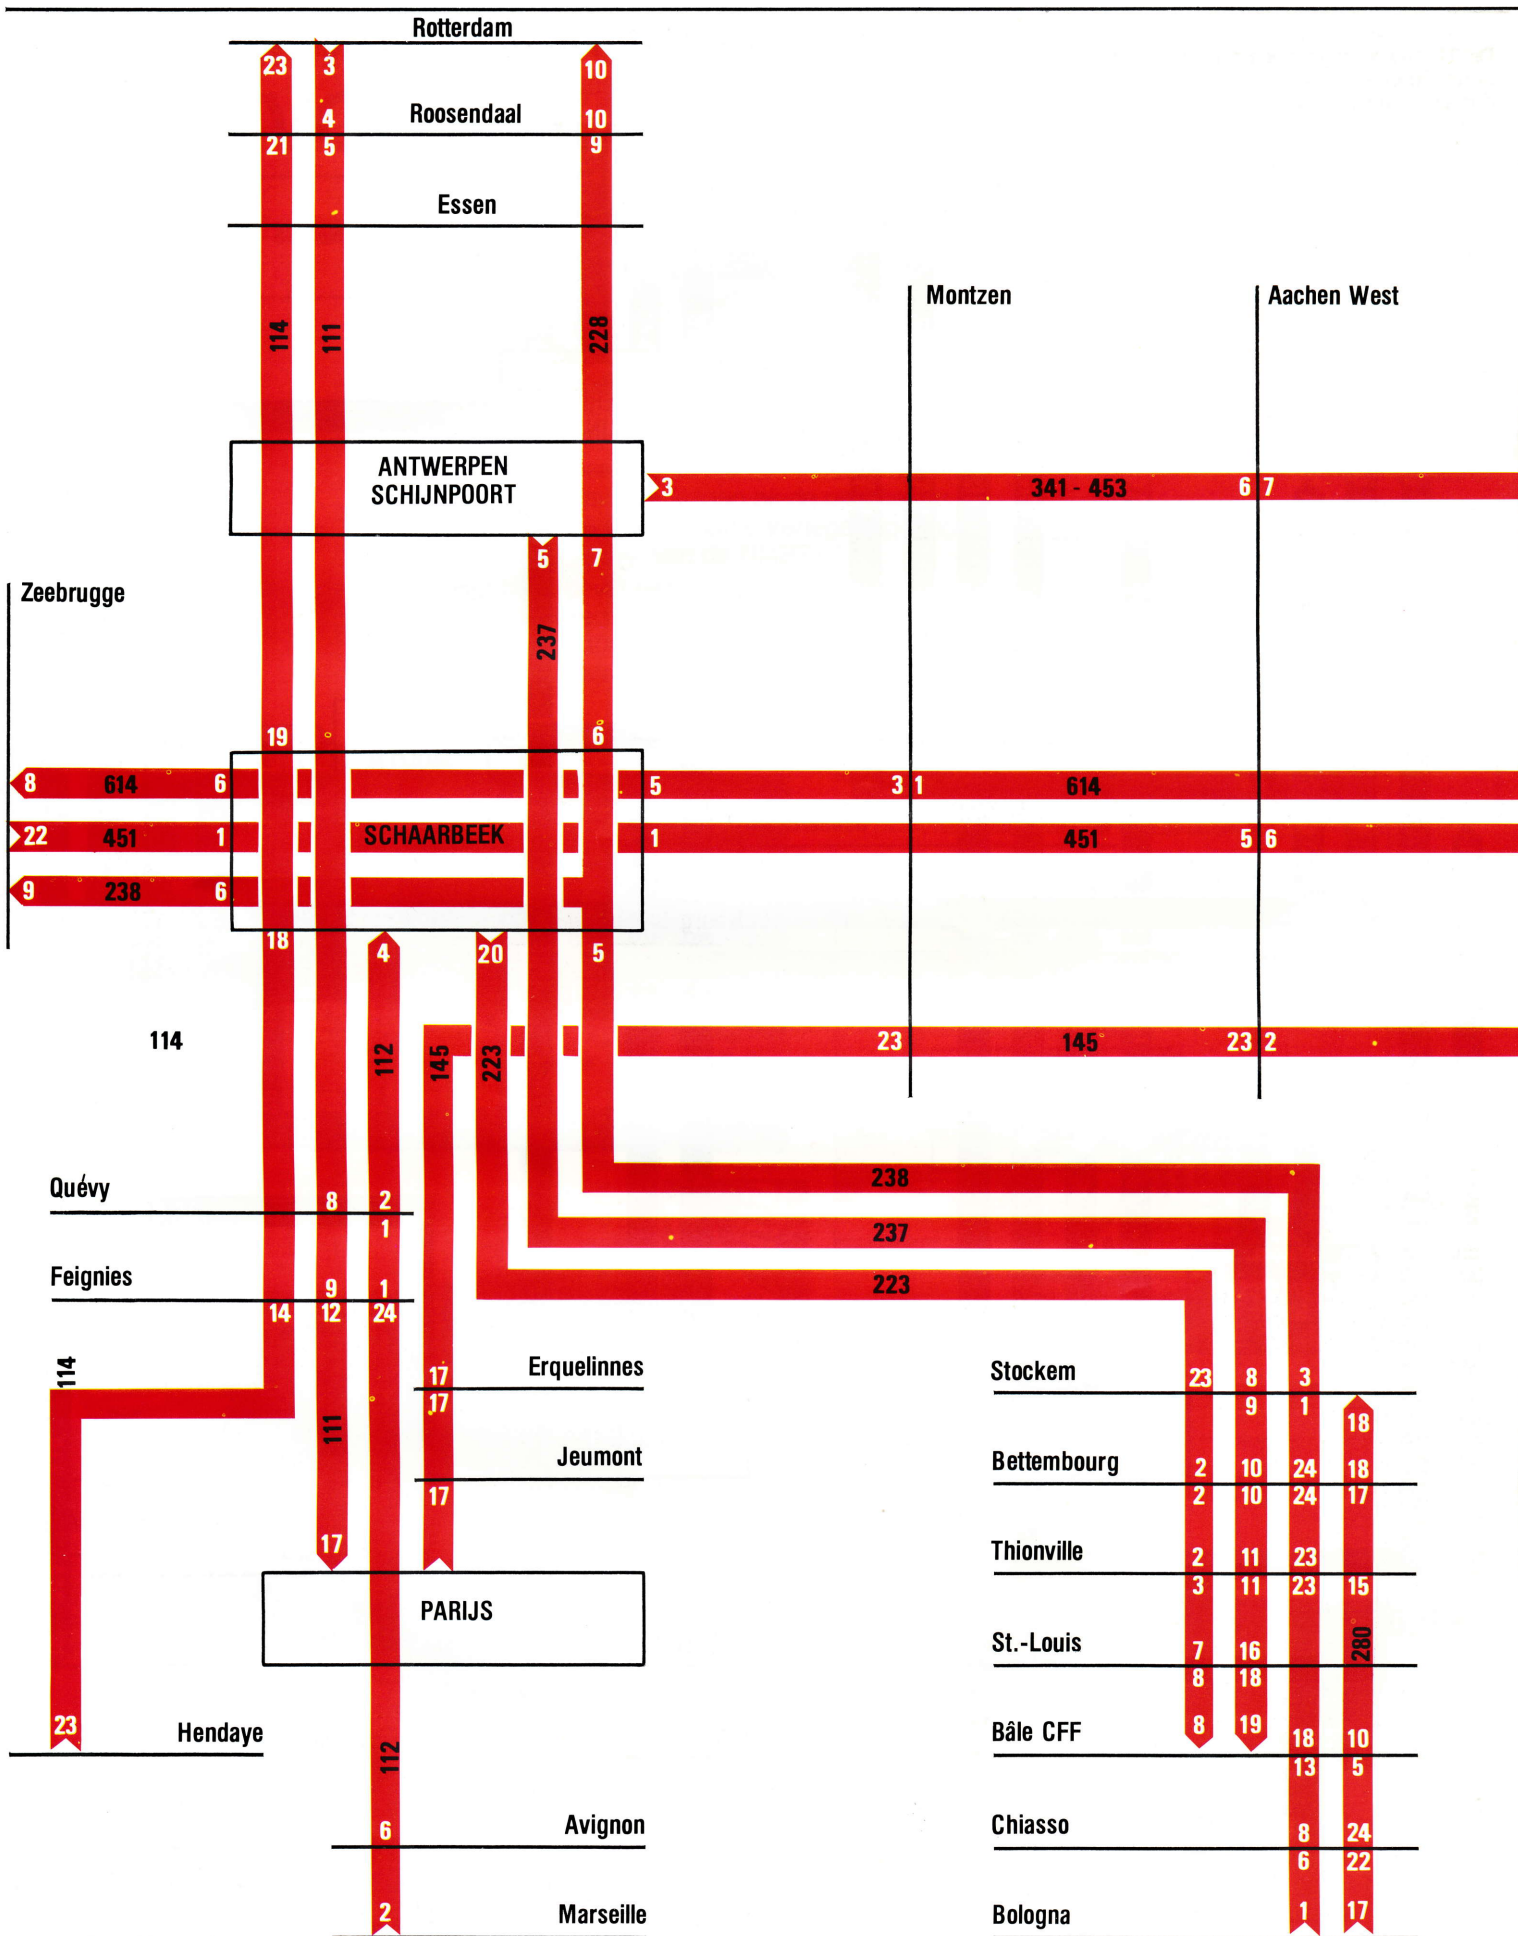 Rotterdam
23 3 10
4 Roosendaal 10
21 5 9
Essen
Montzen Aachen West
114 111 228
ANTWERPEN
SCHIJNPOORT
3 341 - 453 6 7
5 7
Zeebrugge
237
19 6
8 614 6 5 3 1 614
22 451 1 SCHAARBEEK 1 451 5 6
9 238 6
18 4 20 5
114 112 145 223 23 145 23 2
238
Quévy 8 2
1
237
Feignies 9 1
223
14 12 24
114
17 Erquelinnes
17
Stockem 23 8 3
9 1 18
111
Jeumont
17
Bettembourg 2 10 24 18
2 10 24 17
17
Thionville 2 11 23
3 11 23 15
PARIJS
280
St.-Louis 7 16
8 18
23 Hendaye
Bâle CFF 8 19 18 10
13 5
112
6 Avignon
Chiasso 8 24
6 22
2 Marseille
Bologna 1 17